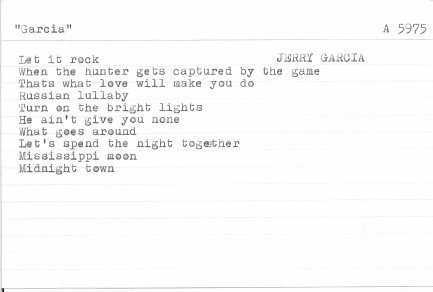 "Garcia" A 5975
Let it rock JERRY GARCIA
When the hunter gets captured by the game
Thats what love will make you do
Russian lullaby
Turn on the bright lights
He ain't give you none
What goes around
Let's spend the night together
Mississippi moon
Midnight town